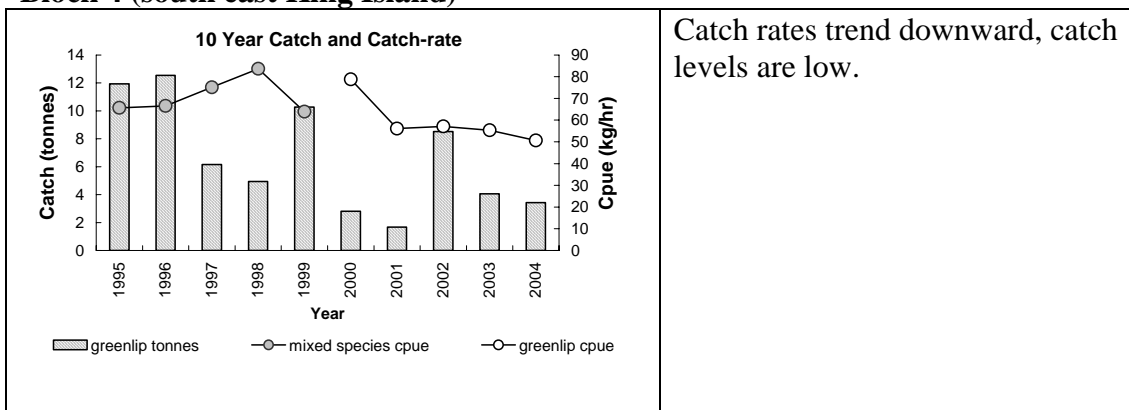 Block 4 (south east King Island)
10 Year Catch and Catch-rate
14
12
10
8
6
4
2
0
Catch (tonnes)
90
80
70
60
50
40
30
20
10
0
Cpue (kg/hr)
1995
1996
1997
1998
1999
2000
2001
2002
2003
2004
Year
greenlip tonnes
mixed species cpue
greenlip cpue
Catch rates trend downward, catch
levels are low.